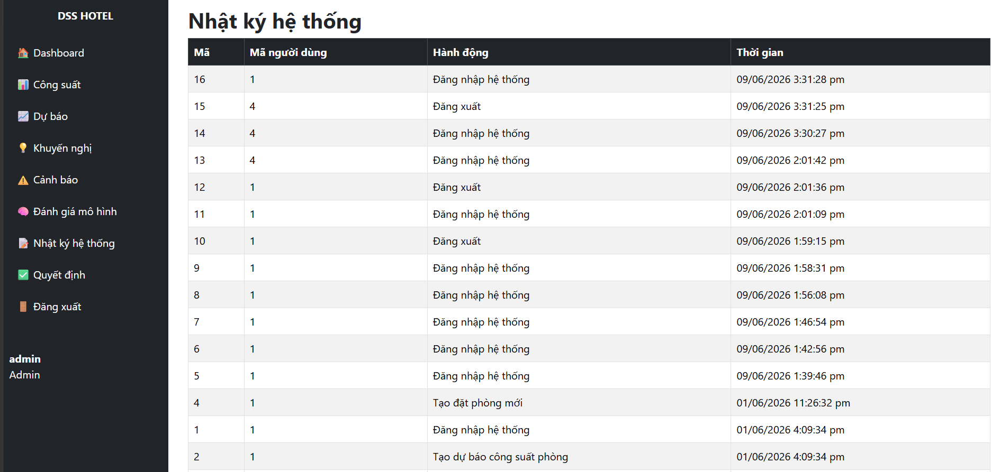 DSS HOTEL
Dashboard
Công suất
Dự báo
Khuyến nghị
Cảnh báo
Đánh giá mô hình
Nhật ký hệ thống
Quyết định
Đăng xuất
admin
Admin
Nhật ký hệ thống
Mã Mã người dùng Hành động Thời gian
16 1 Đăng nhập hệ thống 09/06/2026 3:31:28 pm
15 4 Đăng xuất 09/06/2026 3:31:25 pm
14 4 Đăng nhập hệ thống 09/06/2026 3:30:27 pm
13 4 Đăng nhập hệ thống 09/06/2026 2:01:42 pm
12 1 Đăng xuất 09/06/2026 2:01:36 pm
11 1 Đăng nhập hệ thống 09/06/2026 2:01:09 pm
10 1 Đăng xuất 09/06/2026 1:59:15 pm
9 1 Đăng nhập hệ thống 09/06/2026 1:58:31 pm
8 1 Đăng nhập hệ thống 09/06/2026 1:56:08 pm
7 1 Đăng nhập hệ thống 09/06/2026 1:46:54 pm
6 1 Đăng nhập hệ thống 09/06/2026 1:42:56 pm
5 1 Đăng nhập hệ thống 09/06/2026 1:39:46 pm
4 1 Tạo đặt phòng mới 01/06/2026 11:26:32 pm
1 1 Đăng nhập hệ thống 01/06/2026 4:09:34 pm
2 1 Tạo dự báo công suất phòng 01/06/2026 4:09:34 pm